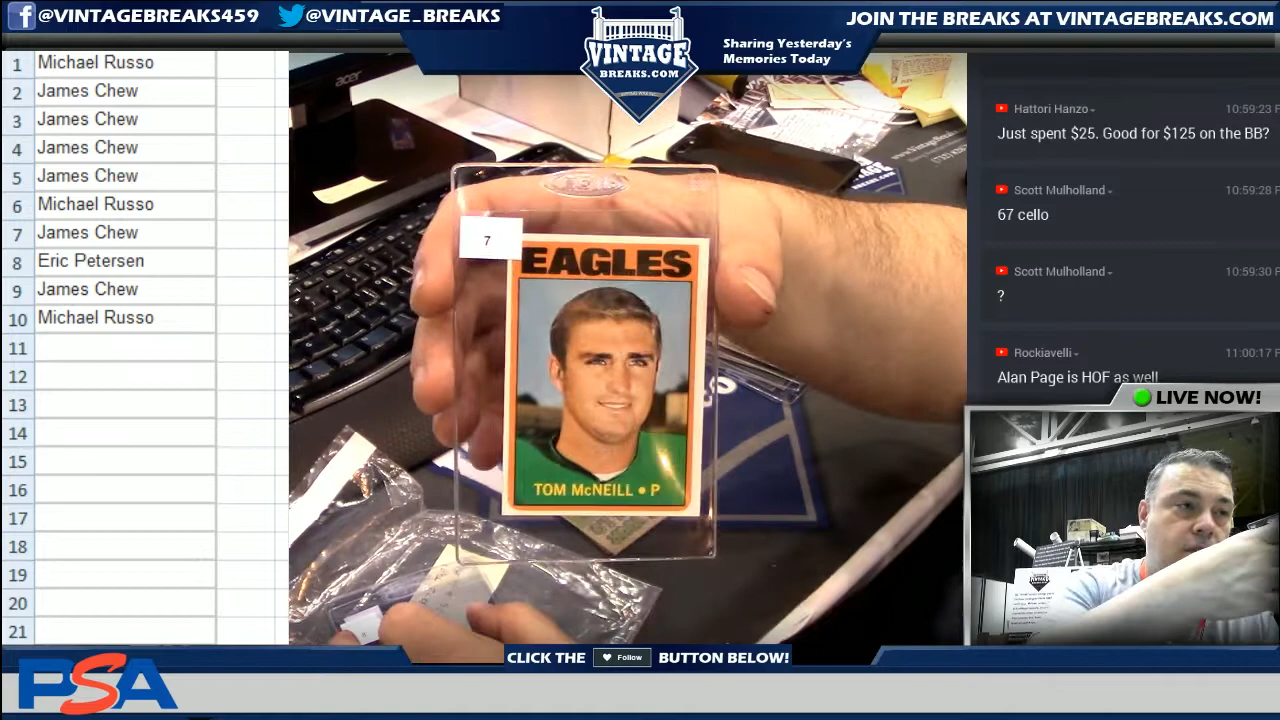 @VINTAGEBREAKS459
@VINTAGE_BREAKS
VINTAGE
BREAKS.COM
Sharing Yesterday's
Memories Today
JOIN THE BREAKS AT VINTAGEBREAKS.COM
1 Michael Russo
2 James Chew
3 James Chew
4 James Chew
5 James Chew
6 Michael Russo
7 James Chew
8 Eric Petersen
9 James Chew
10 Michael Russo
11
12
13
14
15
16
17
18
19
20
21
acer
7
EAGLES
TOM McNEILL • P
Hattori Hanzo 10:59:23 P
Just spent $25. Good for $125 on the BB?
Scott Mulholland 10:59:28
67 cello
Scott Mulholland 10:59:30
?
Rockiavelli 11:00:17 P
Alan Page is HOF as well
LIVE NOW!
CLICK THE Follow BUTTON BELOW!
PSA